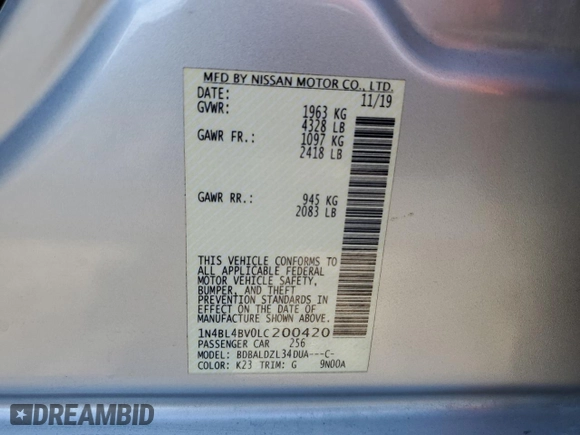 MFD BY NISSAN MOTOR CO., LTD.
DATE: 11/19
GVWR: 1963 KG
4328 LB
GAWR FR.: 1097 KG
2418 LB
GAWR RR.: 945 KG
2083 LB
THIS VEHICLE CONFORMS TO
ALL APPLICABLE FEDERAL
MOTOR VEHICLE SAFETY,
BUMPER, AND THEFT
PREVENTION STANDARDS IN
EFFECT ON THE DATE OF
MANUFACTURE SHOWN ABOVE.
1N4BL4BV0LC200420
PASSENGER CAR 256
MODEL: BDBALDZL34DUA---C-
COLOR: K23 TRIM: G 9N00A
DREAMBID